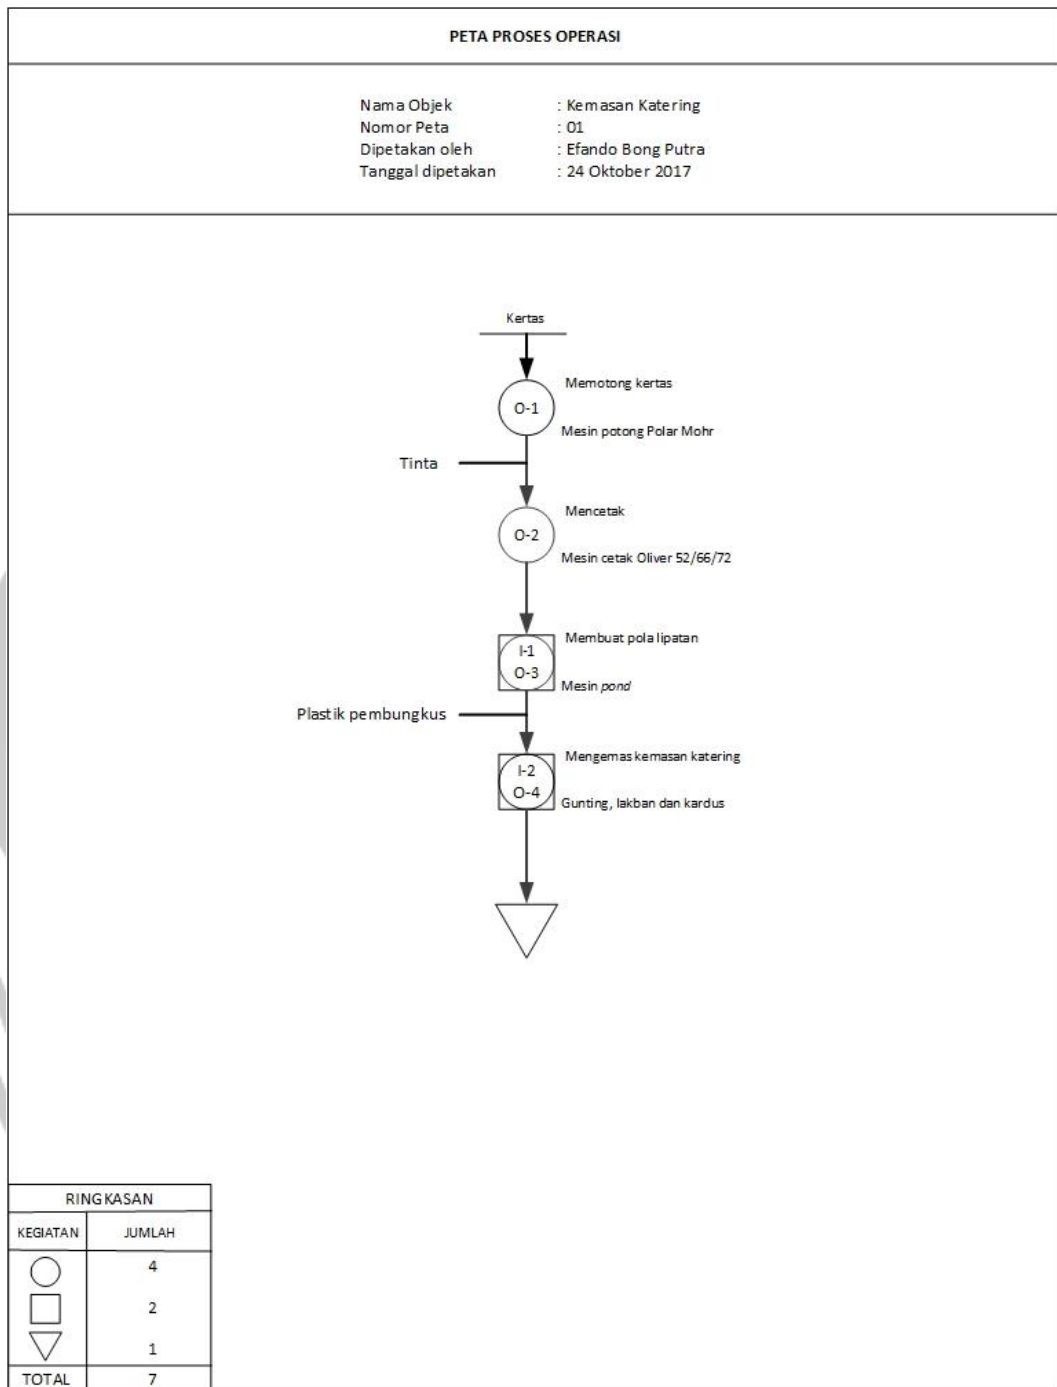 PETA PROSES OPERASI
Nama Objek : Kemasan Katering
Nomor Peta : 01
Dipetakan oleh : Efando Bong Putra
Tanggal dipetakan : 24 Oktober 2017
Kertas
Memotong kertas
O-1
Mesin potong Polar Mohr
Tinta
Mencetak
O-2
Mesin cetak Oliver 52/66/72
Membuat pola lipatan
I-1
O-3
Mesin pond
Plastik pembungkus
Mengemas kemasan katering
I-2
O-4
Gunting, lakban dan kardus
RINGKASAN
KEGIATAN JUMLAH
4
2
1
TOTAL 7